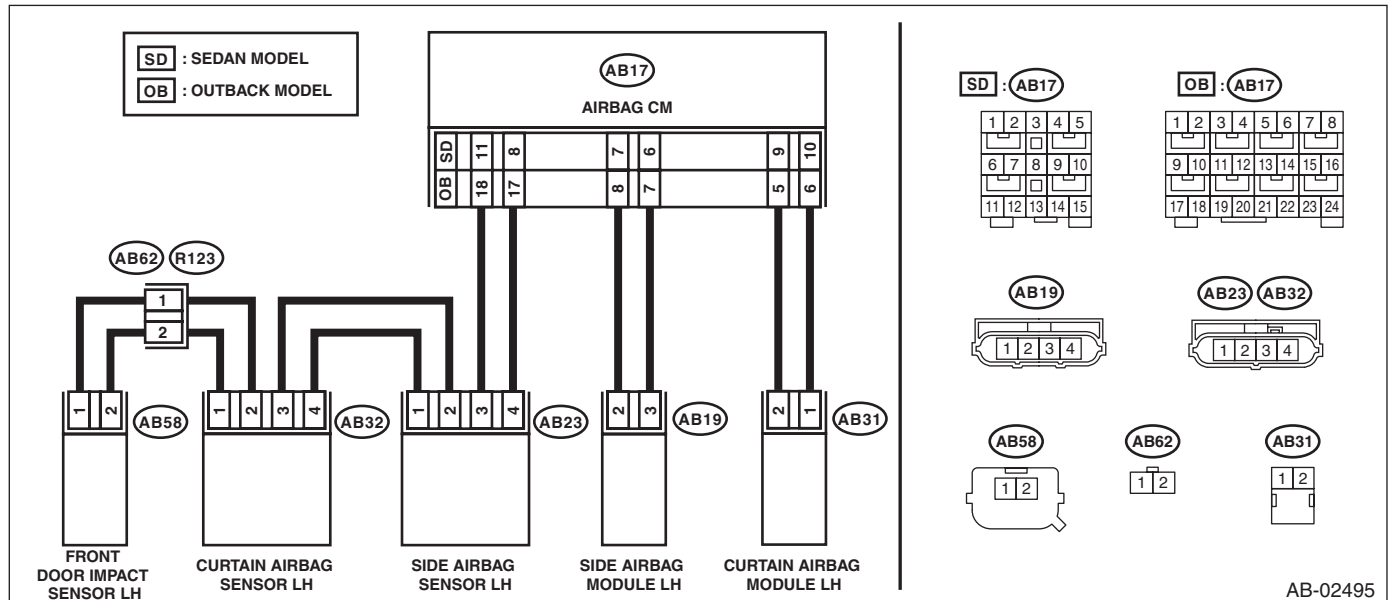 SD : SEDAN MODEL
OB : OUTBACK MODEL
AB17
AIRBAG CM
SD 11 8 7 6 9 10
OB 18 17 8 7 5 6
AB62 R123
1
2
1 2 AB58
1 2 3 4 AB32
1 2 3 4 AB23
2 3 AB19
2 1 AB31
FRONT
DOOR IMPACT
SENSOR LH
CURTAIN AIRBAG
SENSOR LH
SIDE AIRBAG
SENSOR LH
SIDE AIRBAG
MODULE LH
CURTAIN AIRBAG
MODULE LH
SD : AB17
1 2 3 4 5
6 7 8 9 10
11 12 13 14 15
OB : AB17
1 2 3 4 5 6 7 8
9 10 11 12 13 14 15 16
17 18 19 20 21 22 23 24
AB19
1 2 3 4
AB23 AB32
1 2 3 4
AB58
1 2
AB62
1 2
AB31
1 2
AB-02495